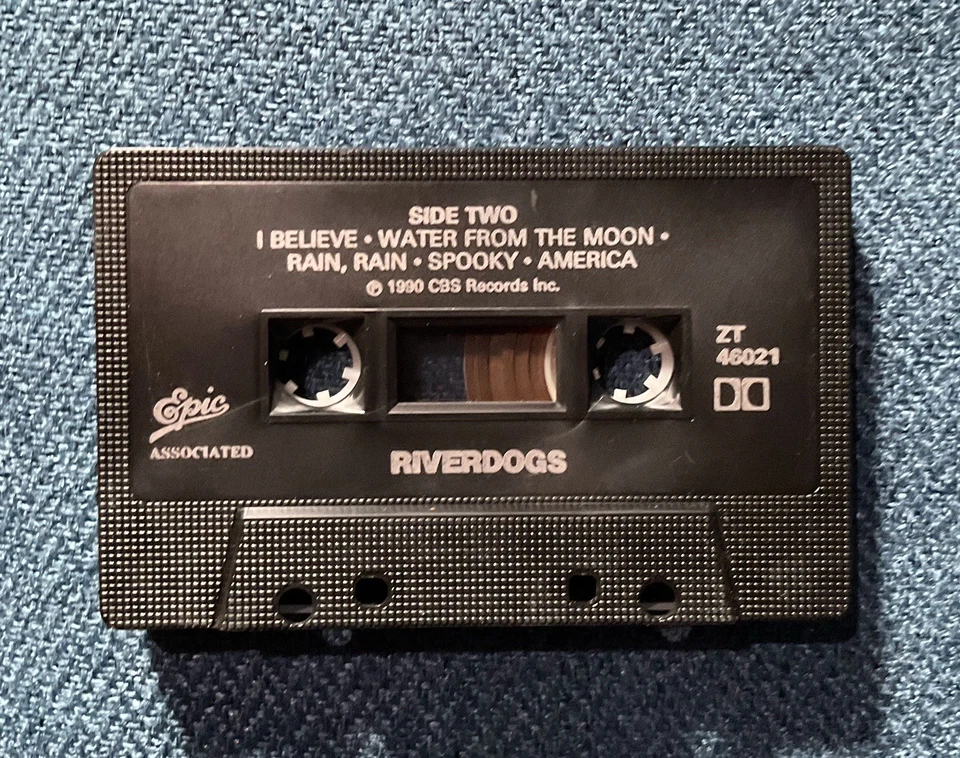 SIDE TWO
I BELIEVE • WATER FROM THE MOON •
RAIN, RAIN • SPOOKY • AMERICA
℗ 1990 CBS Records Inc.
ZT
46021
Epic
ASSOCIATED
RIVERDOGS